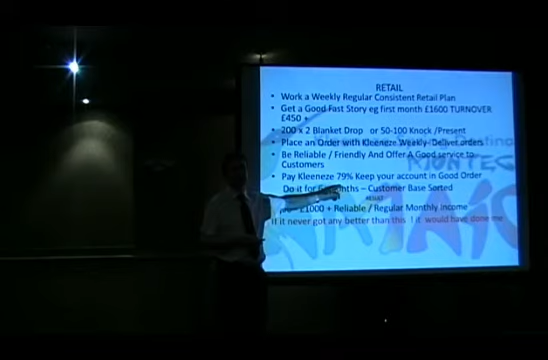 RETAIL
• Work a Weekly Regular Consistent Retail Plan
• Get a Good Fast Story eg first month £1600 TURNOVER
£450 +
• 200 x 2 Blanket Drop or 50-100 Knock /Present
• Place an Order with Kleeneze Weekly- Deliver orders
• Be Reliable / Friendly And Offer A Good service to
Customers
• Pay Kleeneze 79% Keep your account in Good Order
Do it for 6 months – Customer Base Sorted
RESULT
£1000 + Reliable / Regular Monthly Income
If it never got any better than this ! it would have done me
MONTEG